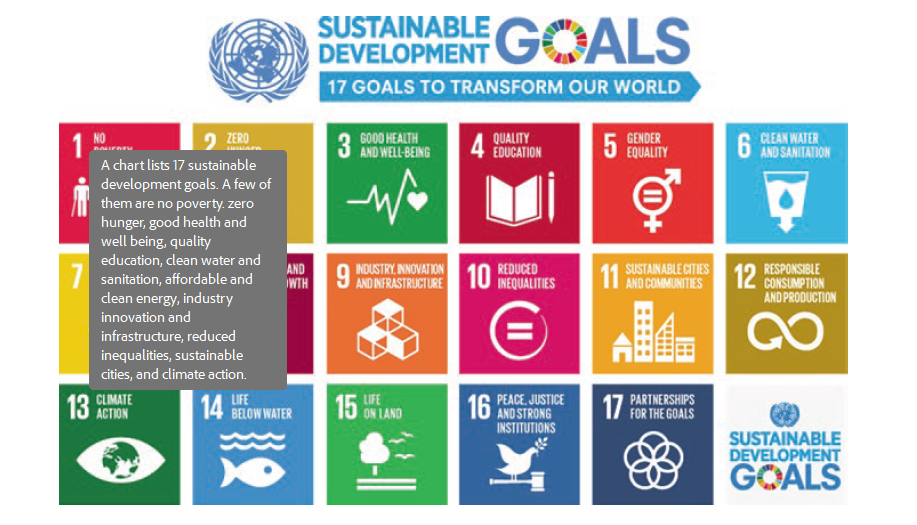 SUSTAINABLE
DEVELOPMENT
GOALS
17 GOALS TO TRANSFORM OUR WORLD
1 NO
2 ZERO
3 GOOD HEALTH
AND WELL-BEING
4 QUALITY
EDUCATION
5 GENDER
EQUALITY
6 CLEAN WATER
AND SANITATION
A chart lists 17 sustainable
development goals. A few of
them are no poverty. zero
hunger, good health and
well being, quality
education, clean water and
sanitation, affordable and
clean energy, industry
innovation and
infrastructure, reduced
inequalities, sustainable
cities, and climate action.
7
AND
WTH
9 INDUSTRY, INNOVATION
AND INFRASTRUCTURE
10 REDUCED
INEQUALITIES
11 SUSTAINABLE CITIES
AND COMMUNITIES
12 RESPONSIBLE
CONSUMPTION
AND PRODUCTION
13 CLIMATE
ACTION
14 LIFE
BELOW WATER
15 LIFE
ON LAND
16 PEACE, JUSTICE
AND STRONG
INSTITUTIONS
17 PARTNERSHIPS
FOR THE GOALS
SUSTAINABLE
DEVELOPMENT
GOALS